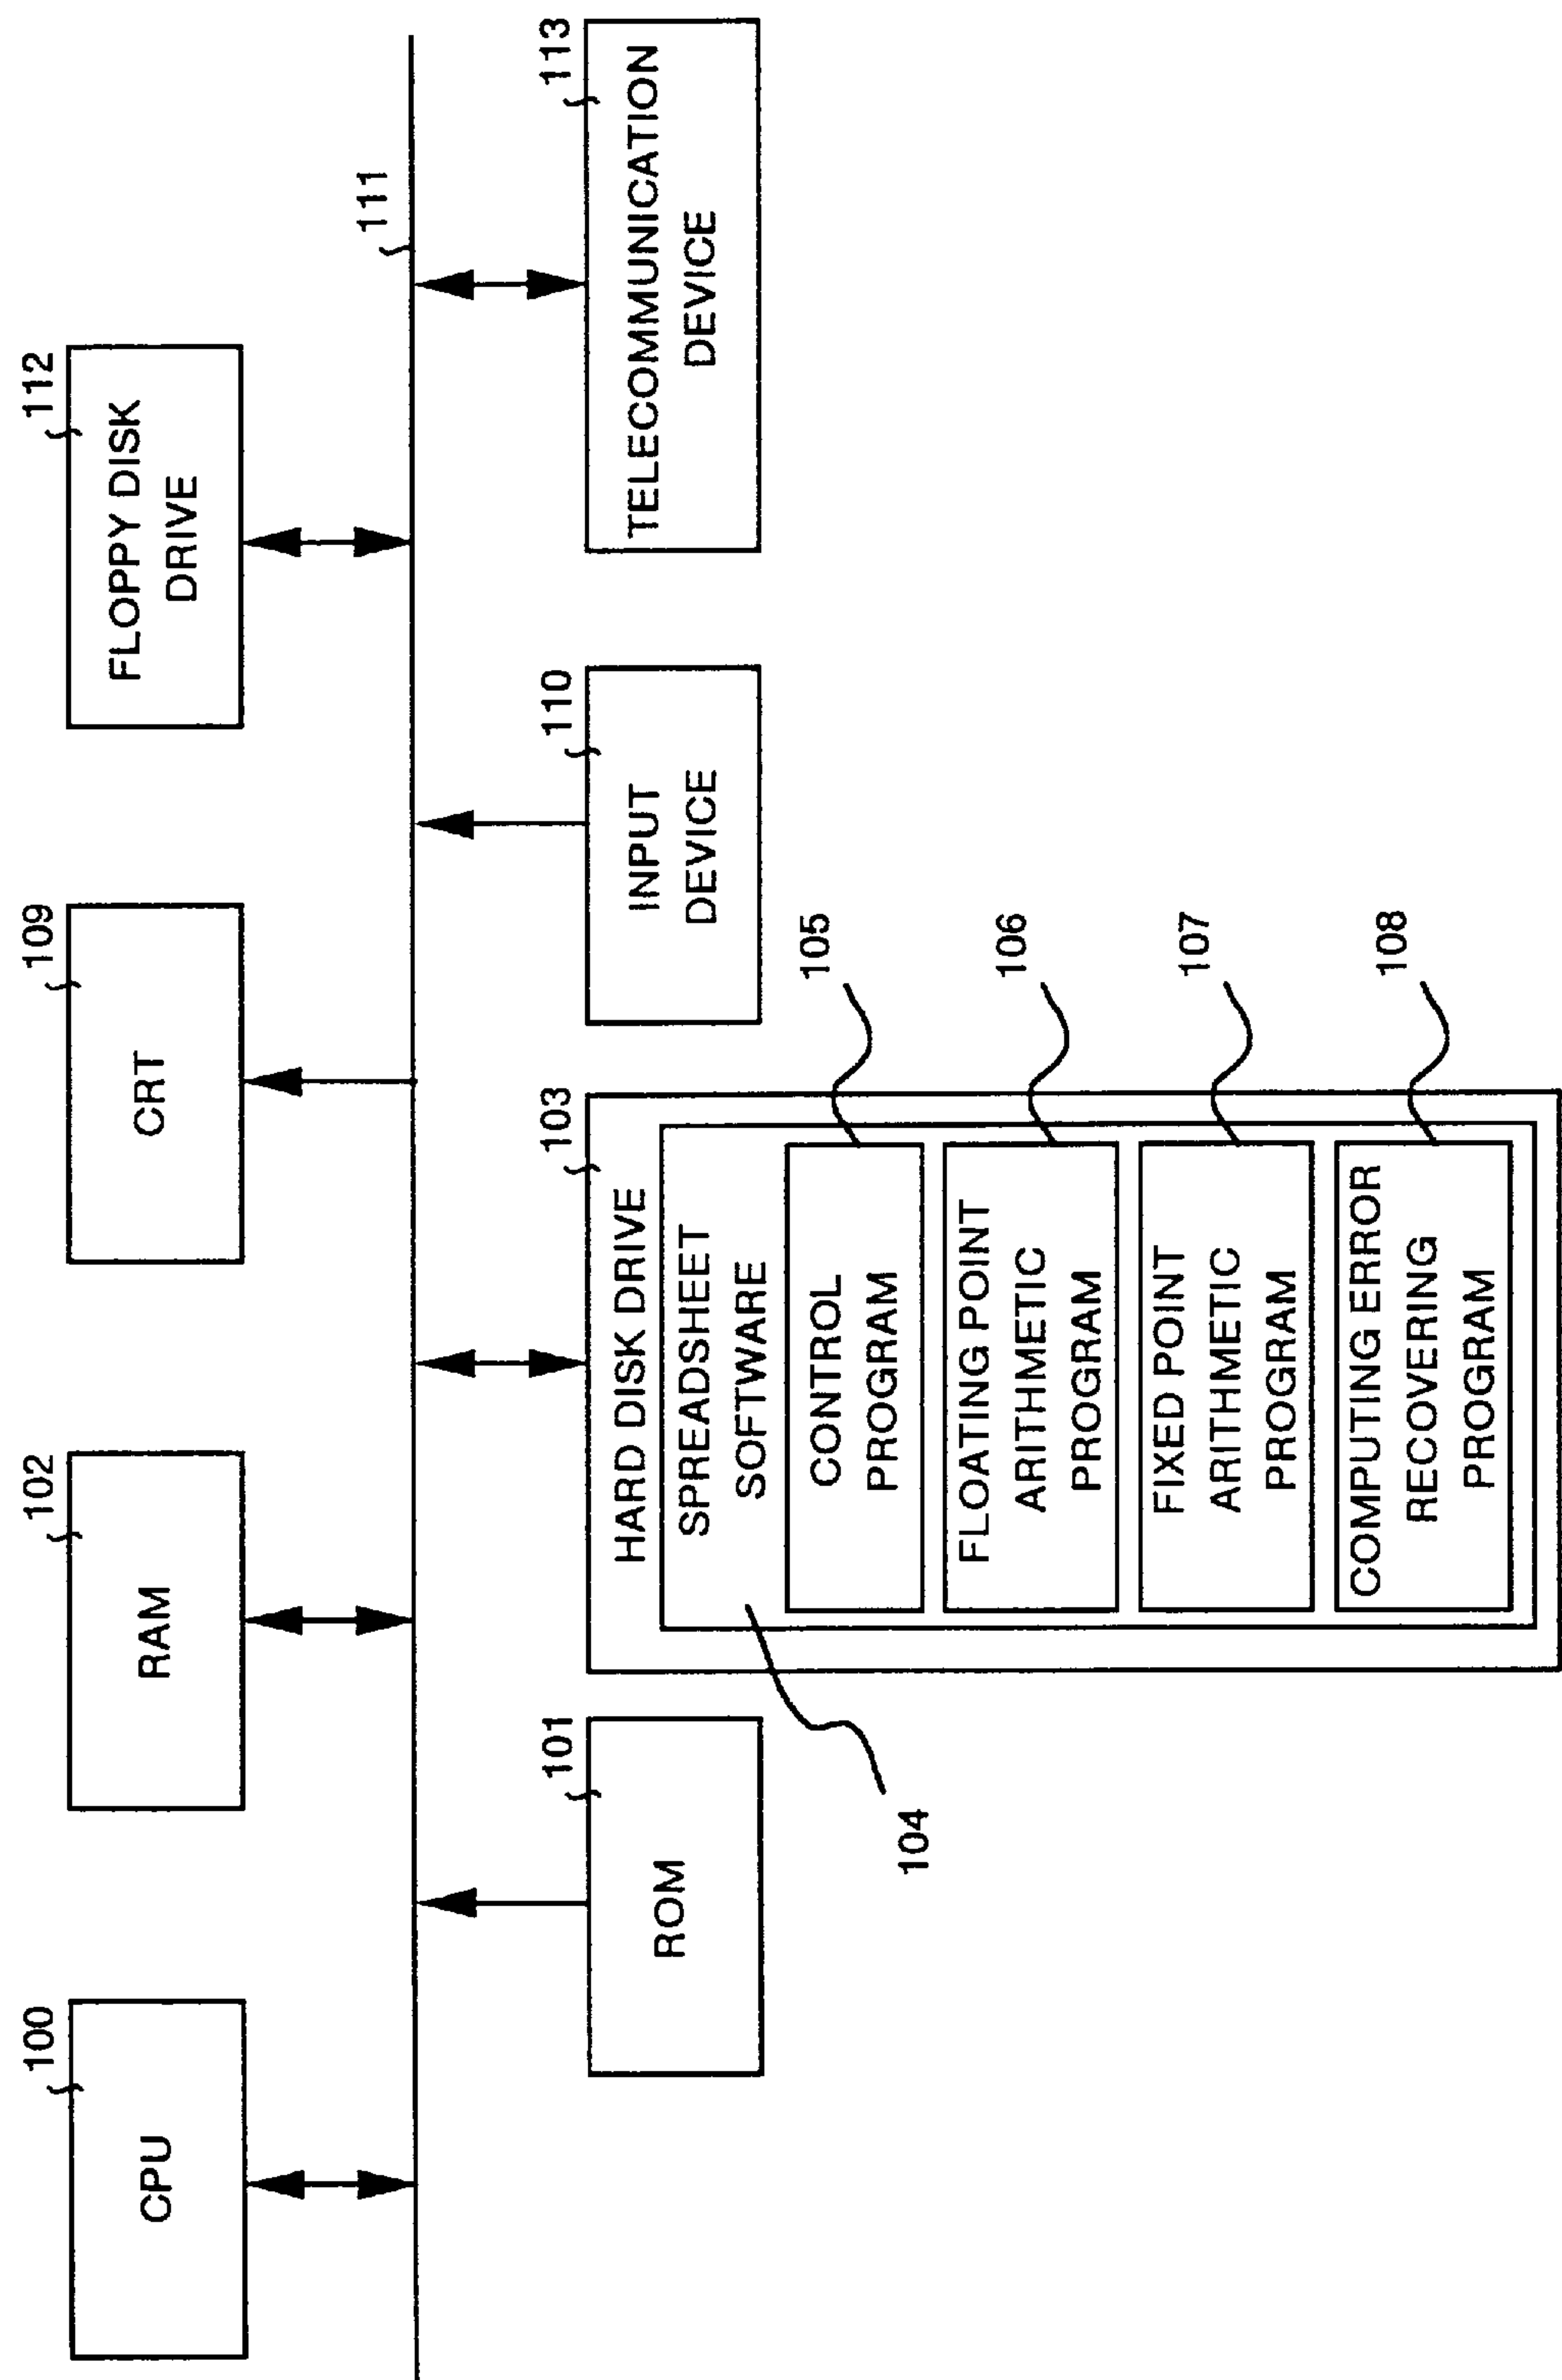 100
CPU
102
RAM
109
CRT
112
FLOPPY DISK
DRIVE
111
101
ROM
103
HARD DISK DRIVE
SPREADSHEET
SOFTWARE
104
CONTROL
PROGRAM
105
FLOATING POINT
ARITHMETIC
PROGRAM
106
FIXED POINT
ARITHMETIC
PROGRAM
107
COMPUTING ERROR
RECOVERING
PROGRAM
108
110
INPUT
DEVICE
113
TELECOMMUNICATION
DEVICE